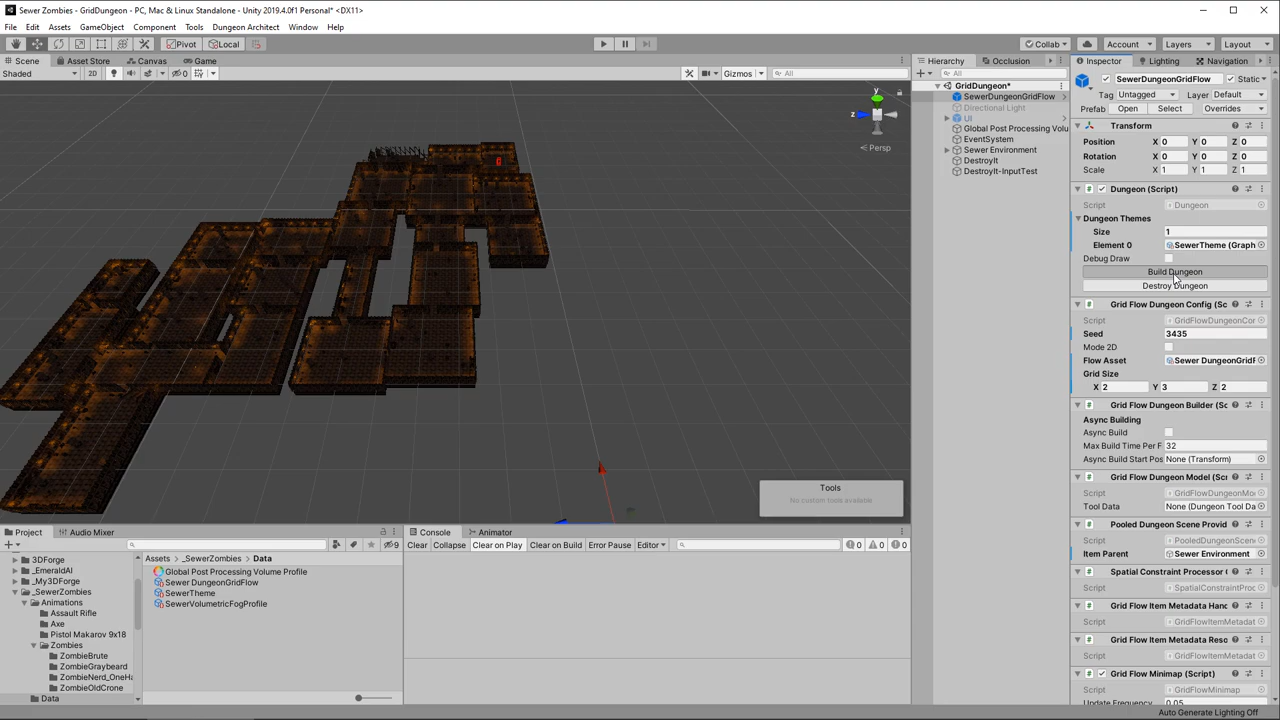 Sewer Zombies - GridDungeon - PC, Mac & Linux Standalone - Unity 2019.4.0f1 Personal* <DX11>
File Edit Assets GameObject Component Tools Dungeon Architect Window Help
Pivot Local Collab Account Layers Layout
Scene Asset Store Canvas Game
Shaded 2D 0 Gizmos All
y
z
Persp
Tools
No custom tools available
Hierarchy Occlusion
All
GridDungeon*
SewerDungeonGridFlow
Directional Light
UI
Global Post Processing Volu
EventSystem
Sewer Environment
DestroyIt
DestroyIt-InputTest
Inspector Lighting Navigation
SewerDungeonGridFlow Static
Tag Untagged Layer Default
Prefab Open Select Overrides
Transform
Position X 0 Y 0 Z 0
Rotation X 0 Y 0 Z 0
Scale X 1 Y 1 Z 1
Dungeon (Script)
Script Dungeon
Dungeon Themes
Size 1
Element 0 SewerTheme (Graph
Debug Draw
Build Dungeon
Destroy Dungeon
Grid Flow Dungeon Config (Sc
Script GridFlowDungeonCor
Seed 3435
Mode 2D
Flow Asset Sewer DungeonGridF
Grid Size
X 2 Y 3 Z 2
Grid Flow Dungeon Builder (Sc
Async Building
Async Build
Max Build Time Per F 32
Async Build Start Pos None (Transform)
Grid Flow Dungeon Model (Scr
Script GridFlowDungeonMod
Tool Data None (Dungeon Tool Da
Pooled Dungeon Scene Provid
Script PooledDungeonScene
Item Parent Sewer Environment
Spatial Constraint Processor (
Script SpatialConstraintProc
Grid Flow Item Metadata Hand
Script GridFlowItemMetadat
Grid Flow Item Metadata Reso
Script GridFlowItemMetadat
Grid Flow Minimap (Script)
Script GridFlowMinimap
Update Frequency 0.05
Project Audio Mixer
9
3DForge
_EmeraldAI
_My3DForge
_SewerZombies
Animations
Assault Rifle
Axe
Pistol Makarov 9x18
Zombies
ZombieBrute
ZombieGraybeard
ZombieNerd_OneHa
ZombieOldCrone
Data
Assets > _SewerZombies > Data
Global Post Processing Volume Profile
Sewer DungeonGridFlow
SewerTheme
SewerVolumetricFogProfile
Console Animator
Clear Collapse Clear on Play Clear on Build Error Pause Editor 0 0 0
Auto Generate Lighting Off